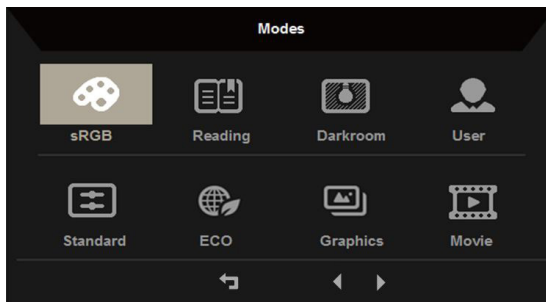 Modes
sRGB Reading Darkroom User
Standard ECO Graphics Movie